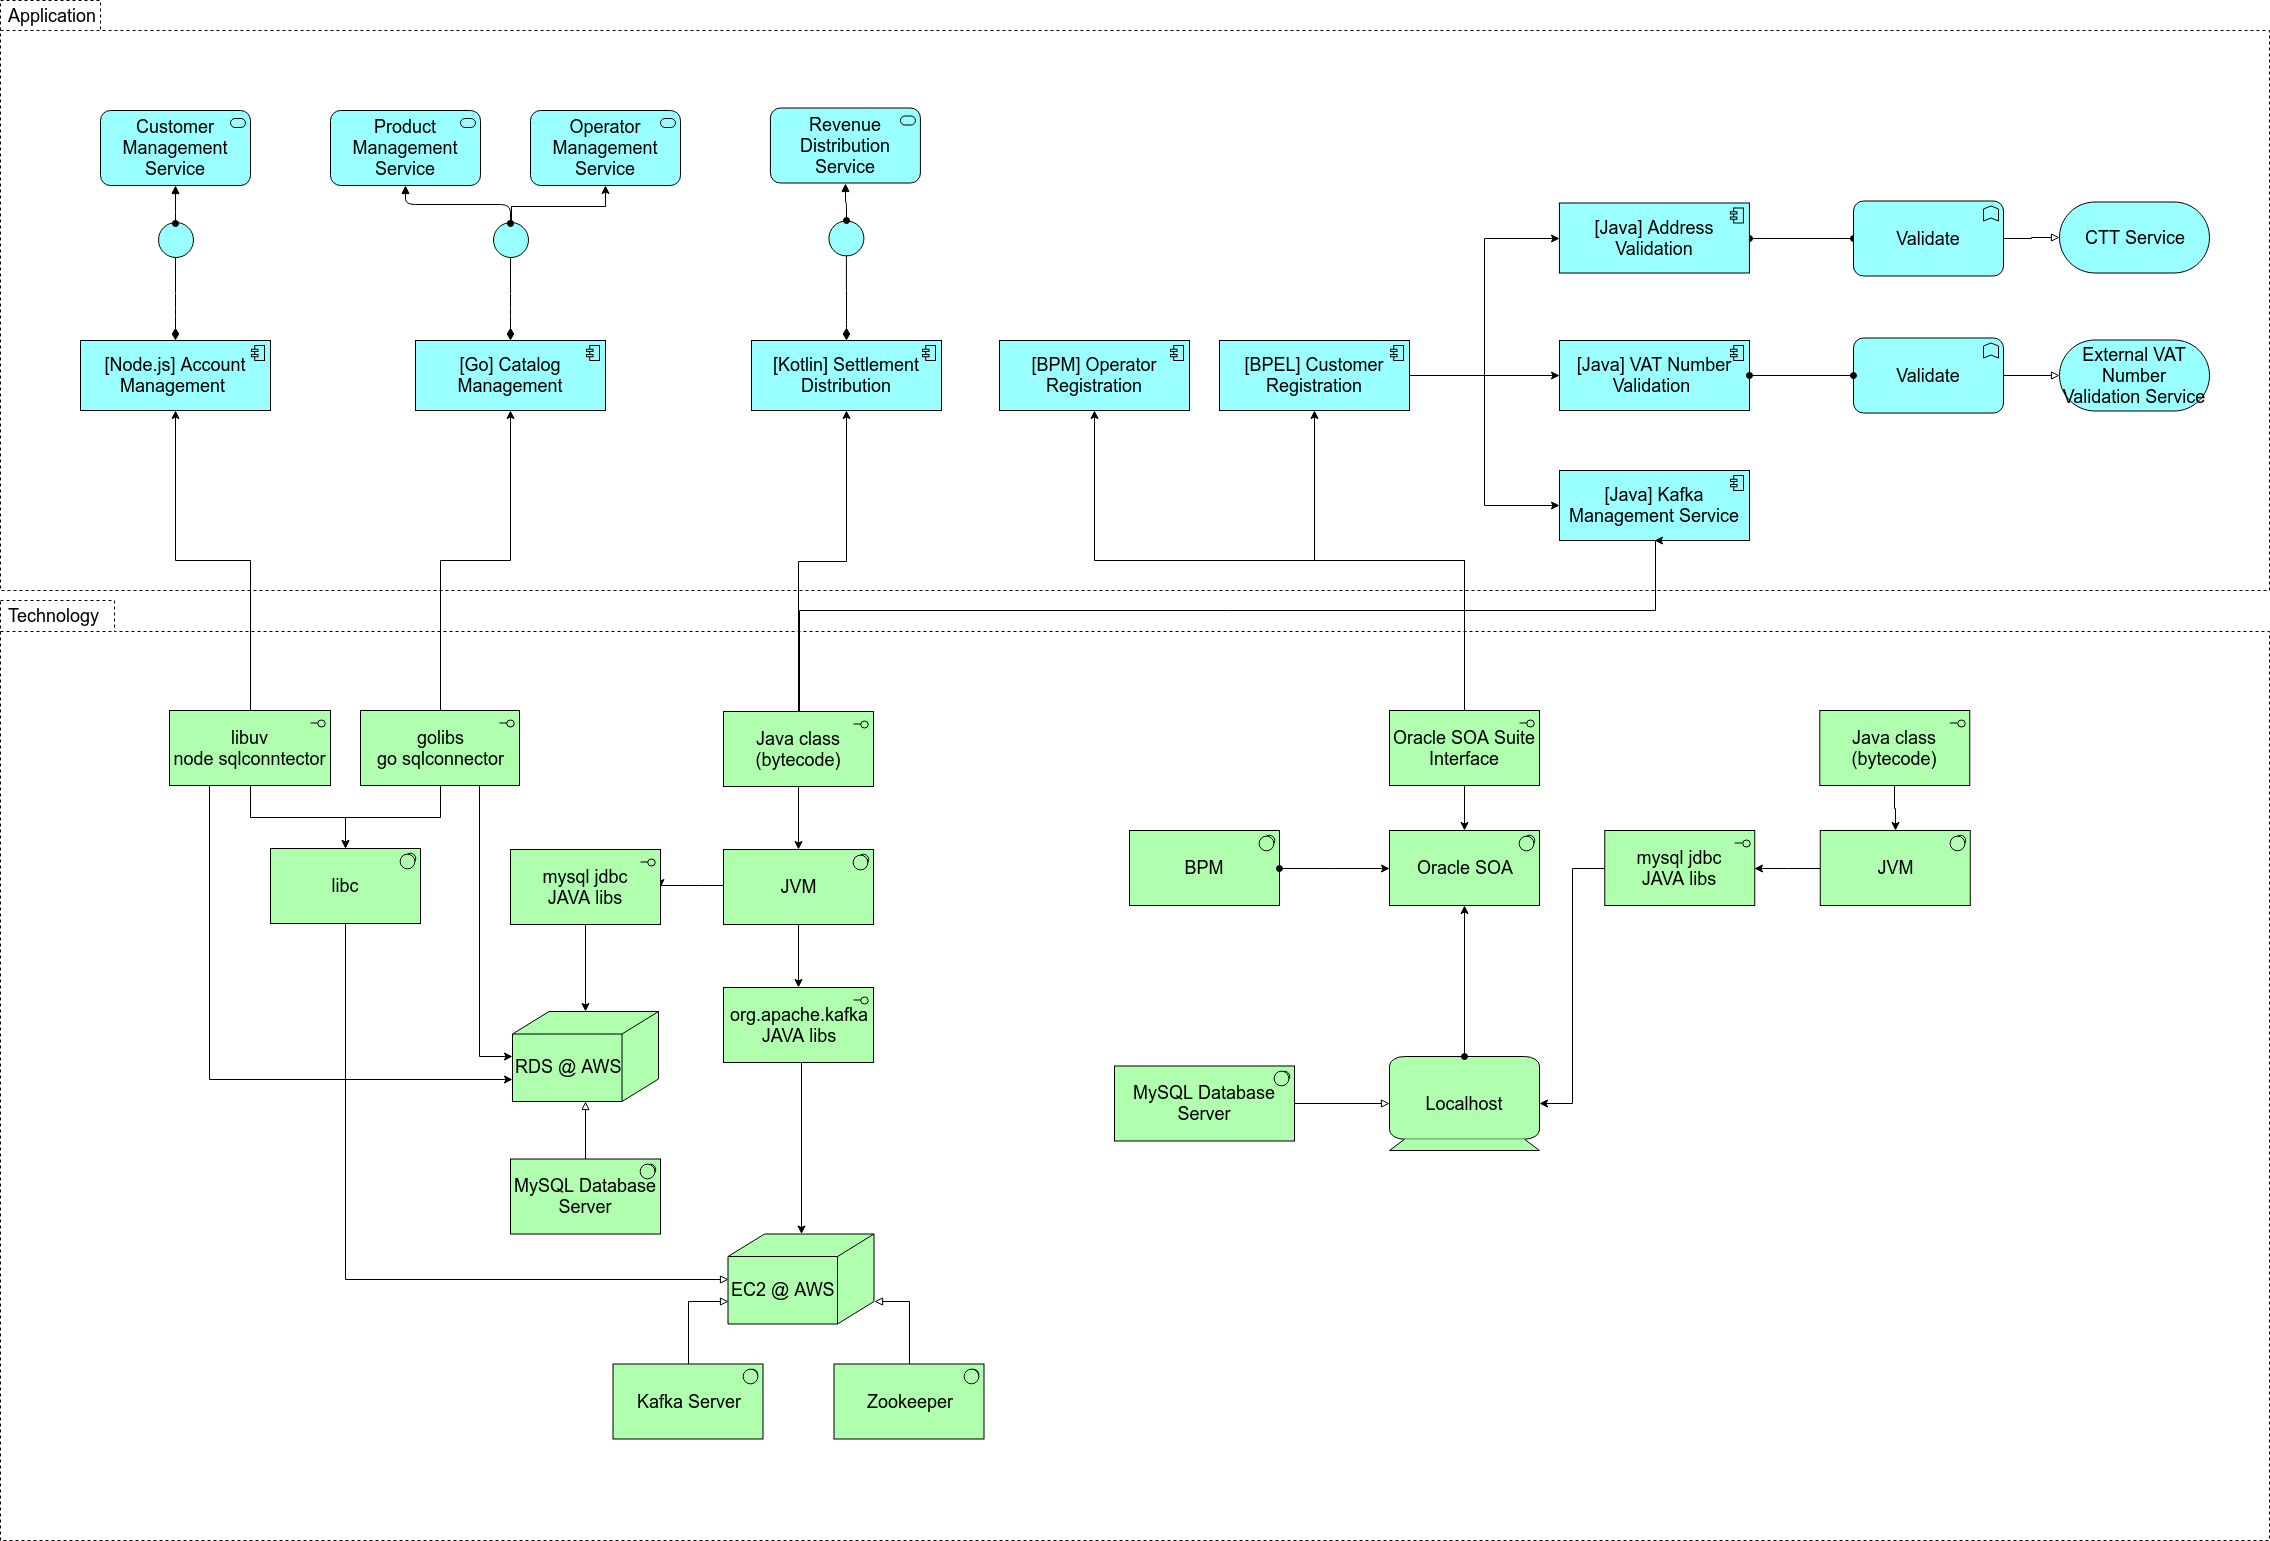 Application
Customer
Management
Service
Product
Management
Service
Operator
Management
Service
Revenue
Distribution
Service
[Java] Address
Validation
Validate
CTT Service
[Node.js] Account
Management
[Go] Catalog
Management
[Kotlin] Settlement
Distribution
[BPM] Operator
Registration
[BPEL] Customer
Registration
[Java] VAT Number
Validation
Validate
External VAT
Number
Validation Service
[Java] Kafka
Management Service
Technology
libuv
node sqlconntector
golibs
go sqlconnector
Java class
(bytecode)
Oracle SOA Suite
Interface
Java class
(bytecode)
libc
mysql jdbc
JAVA libs
JVM
BPM
Oracle SOA
mysql jdbc
JAVA libs
JVM
org.apache.kafka
JAVA libs
RDS @ AWS
MySQL Database
Server
Localhost
MySQL Database
Server
EC2 @ AWS
Kafka Server
Zookeeper